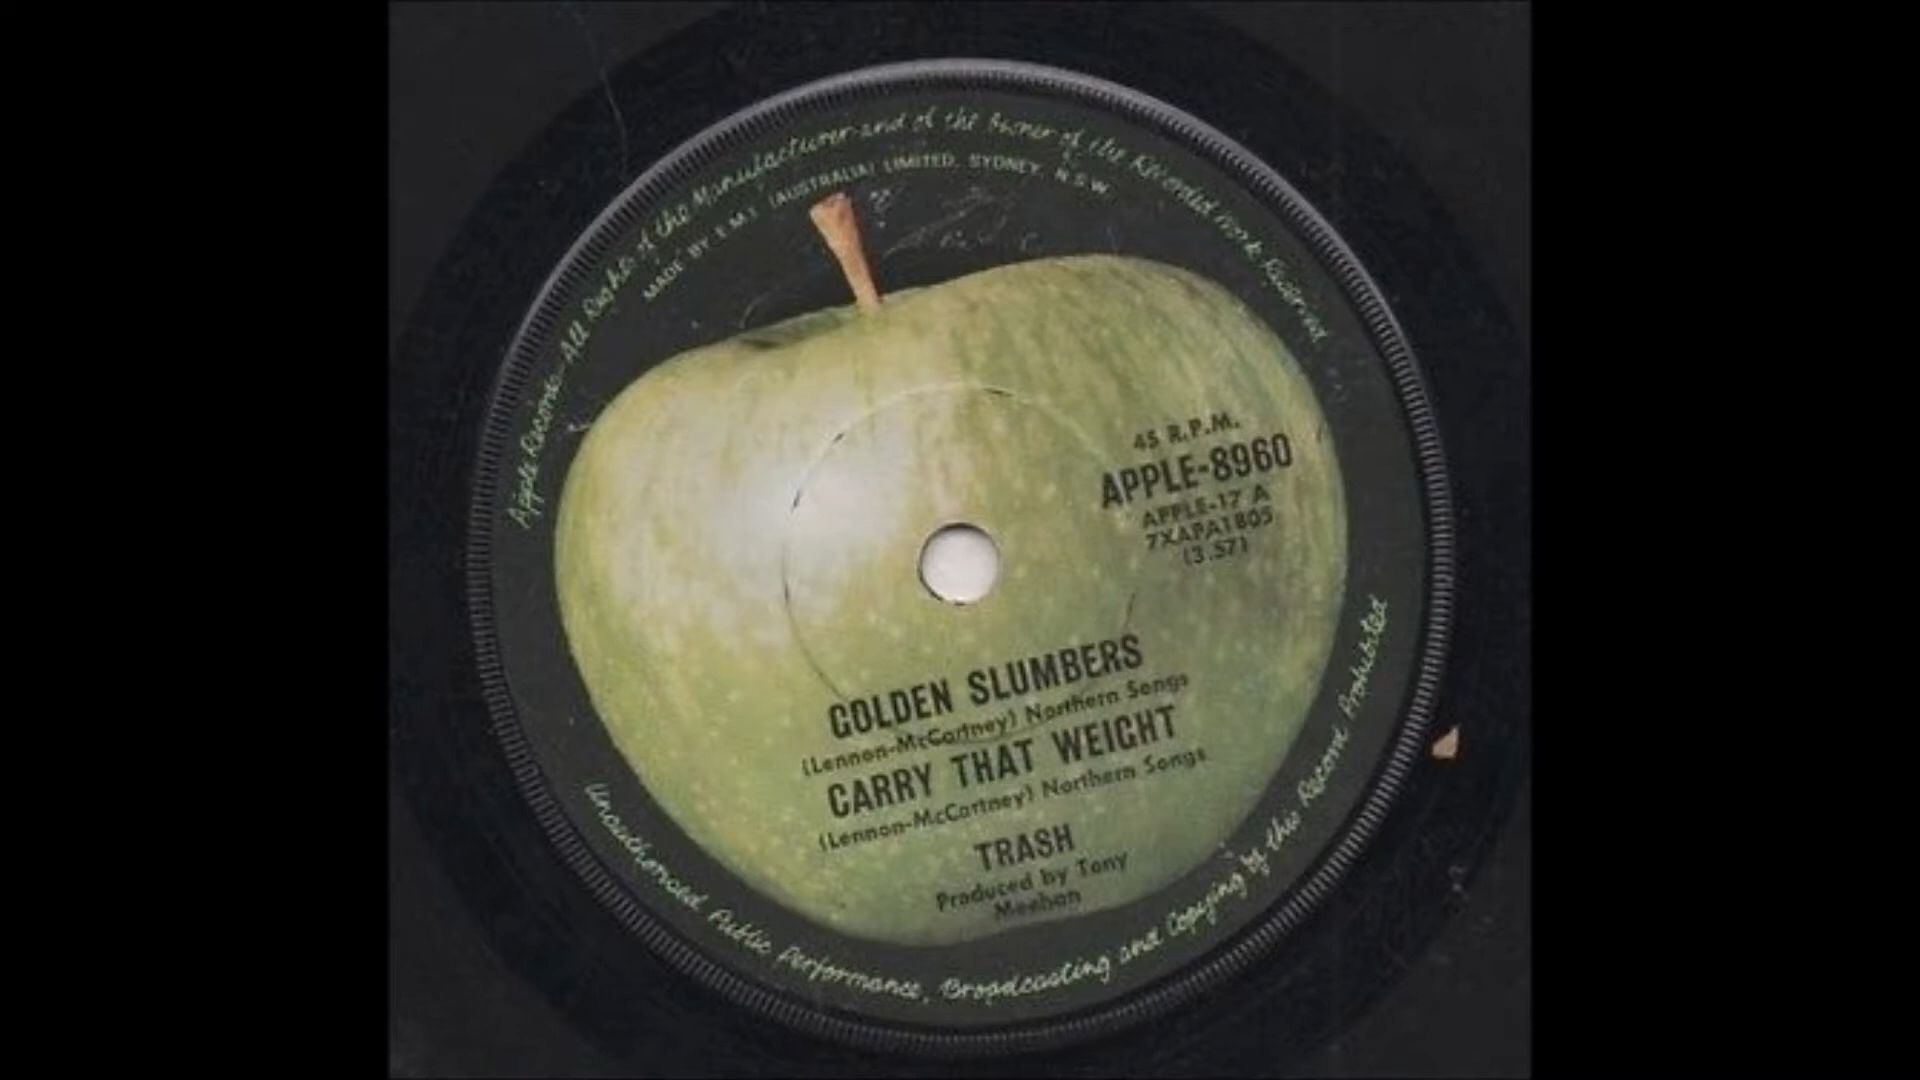 Apple Records—All Rights of the Manufacturer and of the Owner of the Recorded Work Reserved
MADE BY E.M.I. (AUSTRALIA) LIMITED. SYDNEY. N.S.W.
45 R.P.M.
APPLE-8960
APPLE-17 A
7XAPA1805
(3.57)
GOLDEN SLUMBERS
(Lennon-McCartney) Northern Songs
CARRY THAT WEIGHT
(Lennon-McCartney) Northern Songs
TRASH
Produced by Tony
Meehan
Unauthorised Public Performance, Broadcasting and Copying of this Record Prohibited